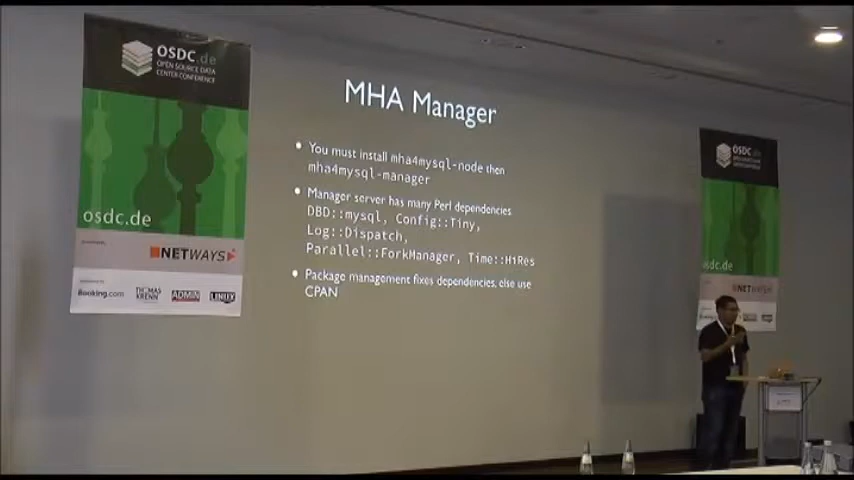 OSDC.de
OPEN SOURCE DATA
CENTER CONFERENCE
osdc.de
NETWAYS
Booking.com
THOMAS
KRENN
ADMIN
LINUX
MHA Manager
• You must install mha4mysql-node then
mha4mysql-manager
• Manager server has many Perl dependencies
DBD::mysql, Config::Tiny,
Log::Dispatch,
Parallel::ForkManager, Time::HiRes
• Package management fixes dependencies, else use
CPAN
OSDC.de
osdc.de
NETWAYS